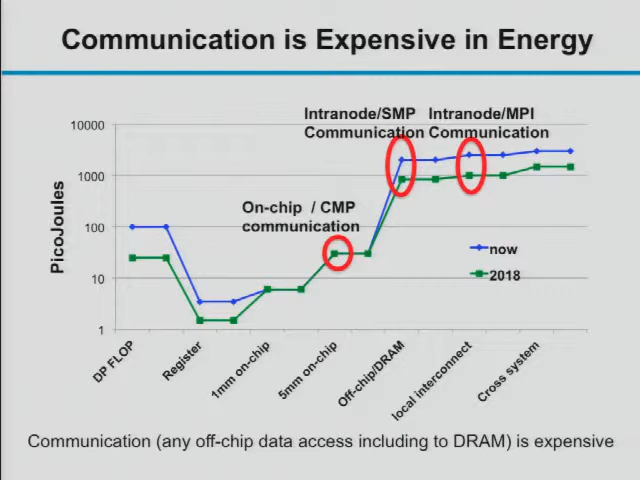 Communication is Expensive in Energy
Intranode/SMP Intranode/MPI
Communication Communication
10000
1000
100
10
1
PicoJoules
On-chip / CMP
communication
now
2018
DP FLOP
Register
1mm on-chip
5mm on-chip
Off-chip/DRAM
local interconnect
Cross system
Communication (any off-chip data access including to DRAM) is expensive